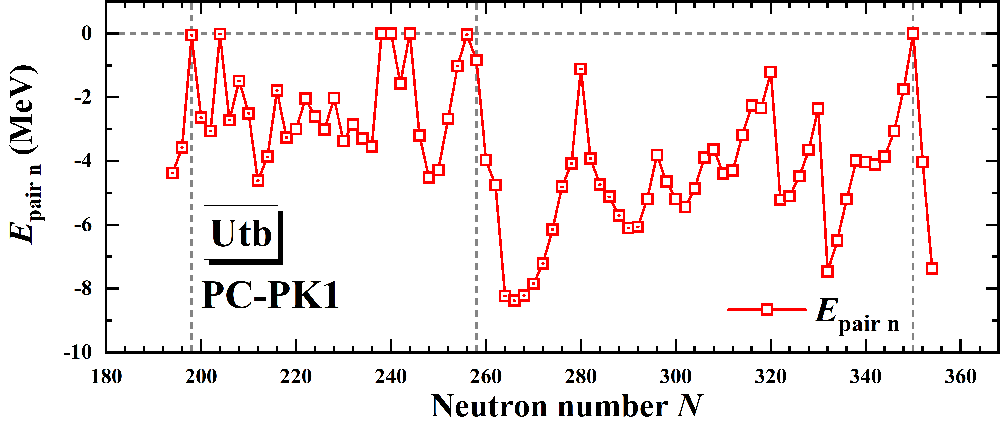 E pair n (MeV)
0
-2
-4
-6
-8
-10
Utb
PC-PK1
E pair n
180 200 220 240 260 280 300 320 340 360
Neutron number N